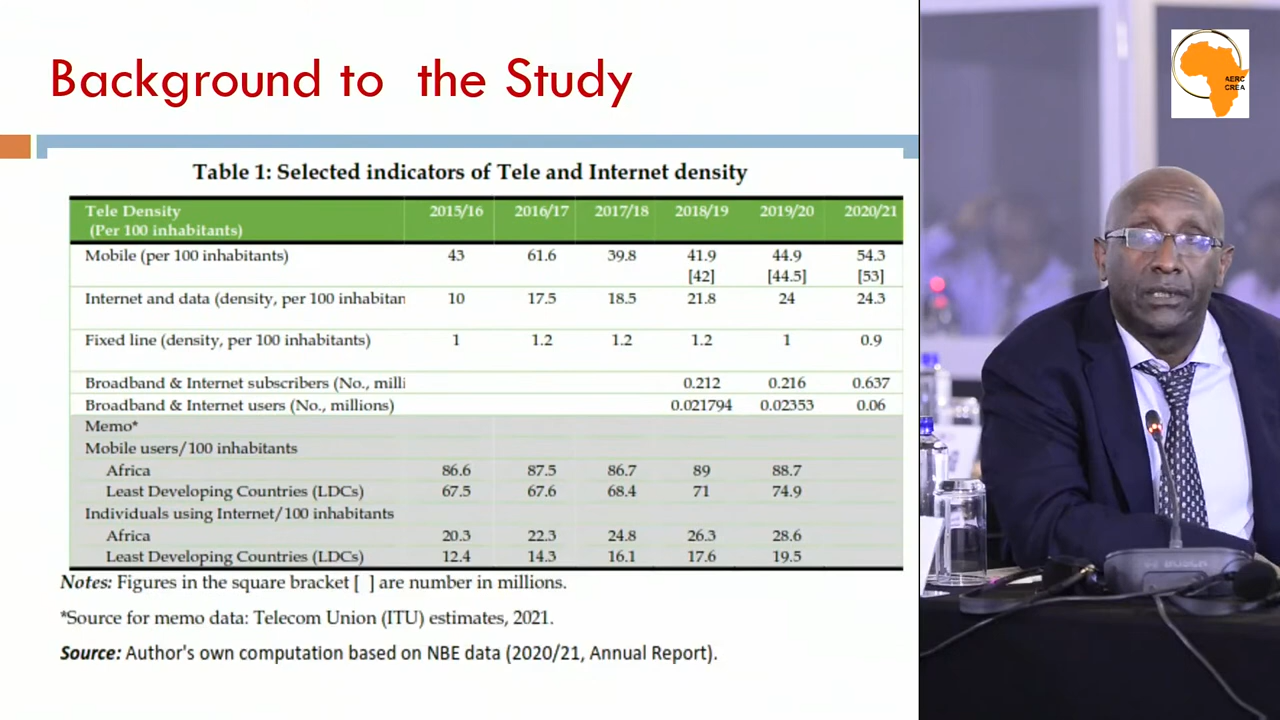 Background to the Study
Table 1: Selected indicators of Tele and Internet density
Tele Density 2015/16 2016/17 2017/18 2018/19 2019/20 2020/21
(Per 100 inhabitants)
Mobile (per 100 inhabitants) 43 61.6 39.8 41.9 44.9 54.3
[42] [44.5] [53]
Internet and data (density, per 100 inhabitan 10 17.5 18.5 21.8 24 24.3
Fixed line (density, per 100 inhabitants) 1 1.2 1.2 1.2 1 0.9
Broadband & Internet subscribers (No., milli 0.212 0.216 0.637
Broadband & Internet users (No., millions) 0.021794 0.02353 0.06
Memo*
Mobile users/100 inhabitants
Africa 86.6 87.5 86.7 89 88.7
Least Developing Countries (LDCs) 67.5 67.6 68.4 71 74.9
Individuals using Internet/100 inhabitants
Africa 20.3 22.3 24.8 26.3 28.6
Least Developing Countries (LDCs) 12.4 14.3 16.1 17.6 19.5
Notes: Figures in the square bracket [ ] are number in millions.
*Source for memo data: Telecom Union (ITU) estimates, 2021.
Source: Author's own computation based on NBE data (2020/21, Annual Report).
AERC
CREA